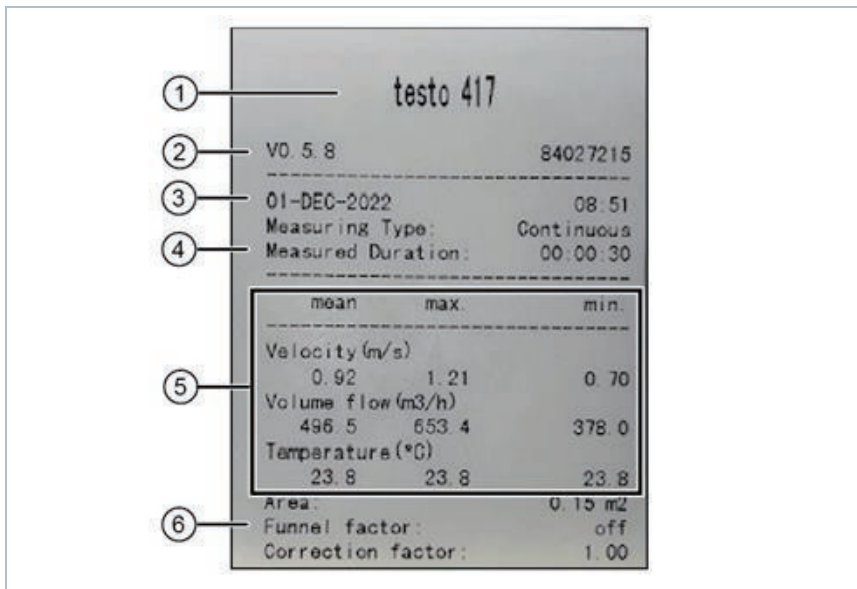 ① testo 417
② V0.5.8 84027215
③ 01-DEC-2022 08:51
Measuring Type: Continuous
④ Measured Duration: 00:00:30
mean max. min.
Velocity(m/s)
⑤ 0.92 1.21 0.70
Volume flow(m3/h)
496.5 653.4 378.0
Temperature(°C)
23.8 23.8 23.8
Area: 0.15 m2
⑥ Funnel factor: off
Correction factor: 1.00